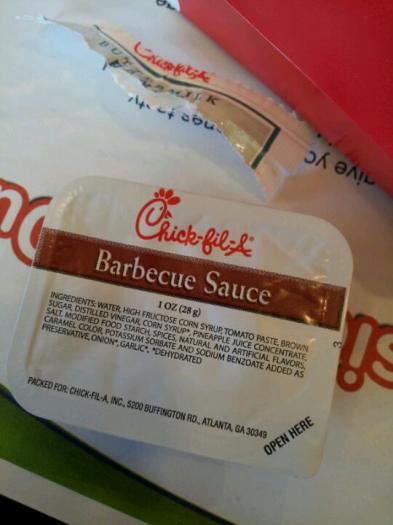 Chick-fil-A
Chick-fil-A®
Barbecue Sauce
1 OZ (28 g)
INGREDIENTS: WATER, HIGH FRUCTOSE CORN SYRUP, TOMATO PASTE, BROWN
SUGAR, DISTILLED VINEGAR, CORN SYRUP*, PINEAPPLE JUICE CONCENTRATE,
SALT, MODIFIED FOOD STARCH, SPICES, NATURAL AND ARTIFICIAL FLAVORS,
CARAMEL COLOR, POTASSIUM SORBATE AND SODIUM BENZOATE ADDED AS
PRESERVATIVE, ONION*, GARLIC*. *DEHYDRATED
PACKED FOR: CHICK-FIL-A, INC., 5200 BUFFINGTON RD., ATLANTA, GA 30349
OPEN HERE
3
give yo